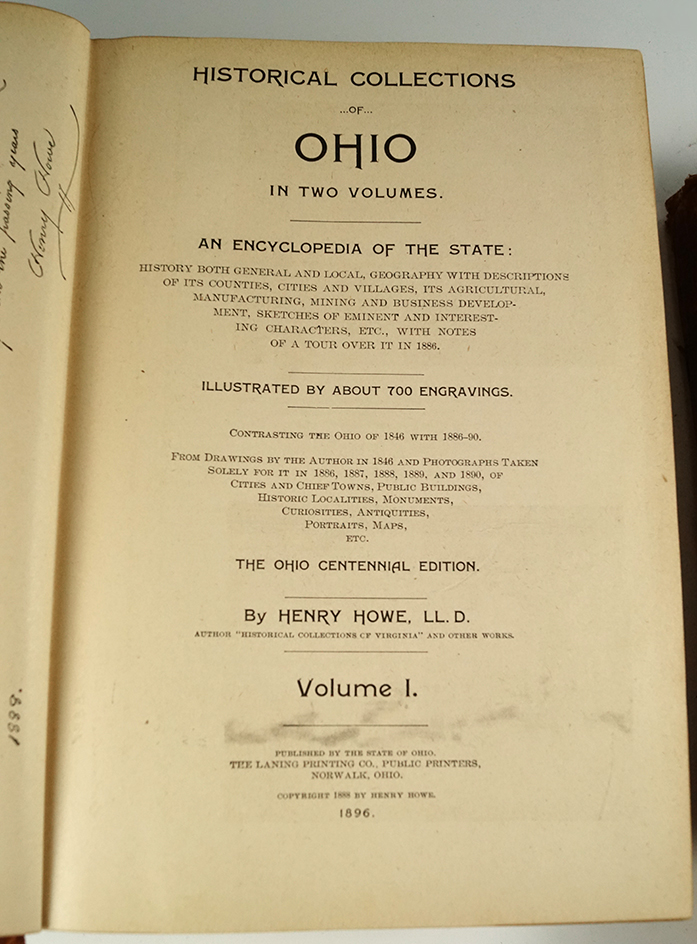 passing years
Henry Howe
1888.
HISTORICAL COLLECTIONS
...OF...
OHIO
IN TWO VOLUMES.
AN ENCYCLOPEDIA OF THE STATE:
HISTORY BOTH GENERAL AND LOCAL, GEOGRAPHY WITH DESCRIPTIONS
OF ITS COUNTIES, CITIES AND VILLAGES, ITS AGRICULTURAL,
MANUFACTURING, MINING AND BUSINESS DEVELOP-
MENT, SKETCHES OF EMINENT AND INTEREST-
ING CHARACTERS, ETC., WITH NOTES
OF A TOUR OVER IT IN 1886.
ILLUSTRATED BY ABOUT 700 ENGRAVINGS.
CONTRASTING THE OHIO OF 1846 WITH 1886-90.
FROM DRAWINGS BY THE AUTHOR IN 1846 AND PHOTOGRAPHS TAKEN
SOLELY FOR IT IN 1886, 1887, 1888, 1889, AND 1890, OF
CITIES AND CHIEF TOWNS, PUBLIC BUILDINGS,
HISTORIC LOCALITIES, MONUMENTS,
CURIOSITIES, ANTIQUITIES,
PORTRAITS, MAPS,
ETC.
THE OHIO CENTENNIAL EDITION.
By HENRY HOWE, LL. D.
AUTHOR "HISTORICAL COLLECTIONS OF VIRGINIA" AND OTHER WORKS.
Volume I.
PUBLISHED BY THE STATE OF OHIO.
THE LANING PRINTING CO., PUBLIC PRINTERS,
NORWALK, OHIO.
COPYRIGHT 1888 BY HENRY HOWE.
1896.